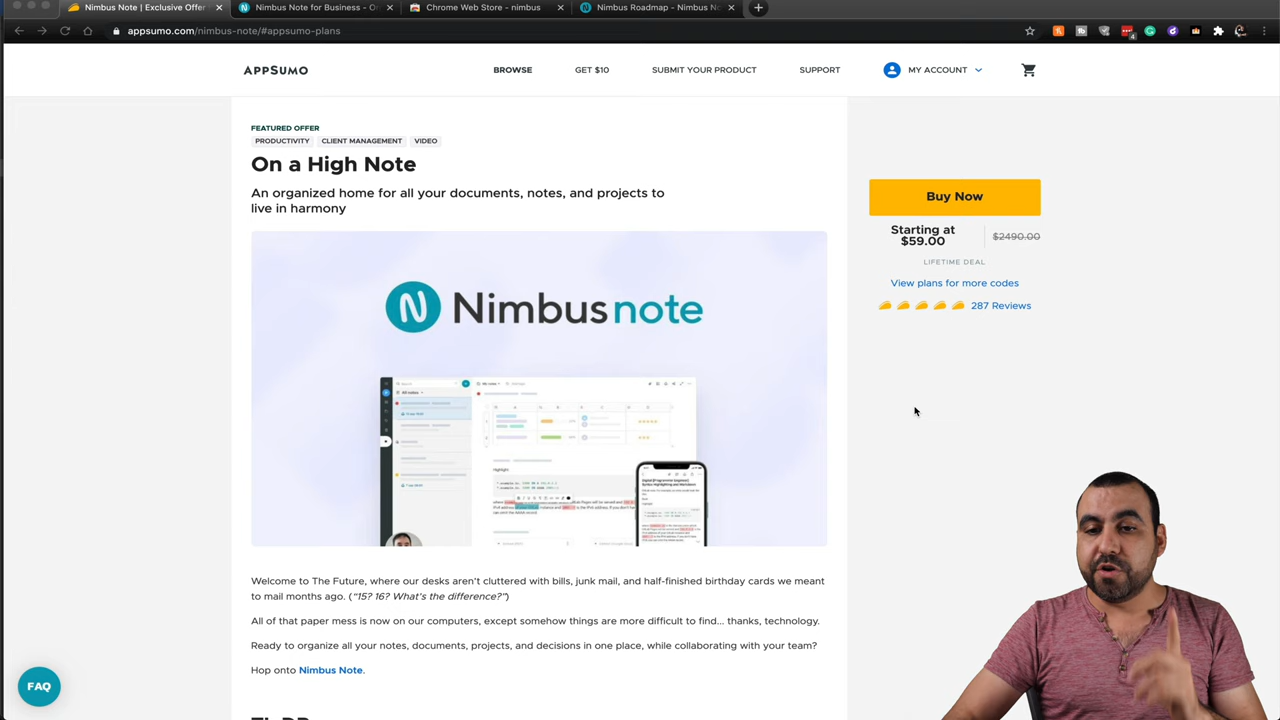 Nimbus Note | Exclusive Offer
Nimbus Note for Business - O
Chrome Web Store - nimbus
Nimbus Roadmap - Nimbus No
appsumo.com/nimbus-note/#appsumo-plans
APPSUMO
BROWSE
GET $10
SUBMIT YOUR PRODUCT
SUPPORT
MY ACCOUNT
FEATURED OFFER
PRODUCTIVITY CLIENT MANAGEMENT VIDEO
On a High Note
An organized home for all your documents, notes, and projects to
live in harmony
Buy Now
Starting at
$59.00
$2490.00
LIFETIME DEAL
View plans for more codes
287 Reviews
Nimbus note
Welcome to The Future, where our desks aren't cluttered with bills, junk mail, and half-finished birthday cards we meant
to mail months ago. ("15? 16? What's the difference?")
All of that paper mess is now on our computers, except somehow things are more difficult to find... thanks, technology.
Ready to organize all your notes, documents, projects, and decisions in one place, while collaborating with your team?
Hop onto Nimbus Note.
FAQ